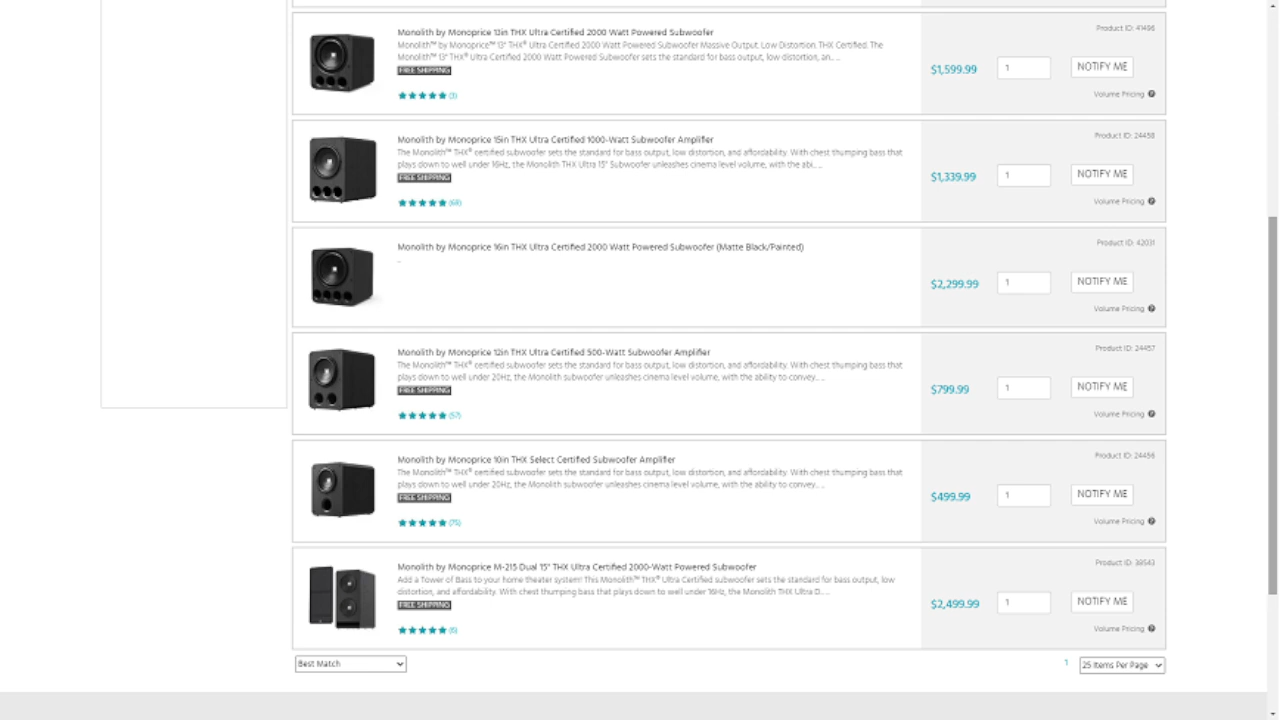 Product ID: 41496
Monolith by Monoprice 13in THX Ultra Certified 2000 Watt Powered Subwoofer
Monolith™ by Monoprice™ 13" THX® Ultra Certified 2000 Watt Powered Subwoofer Massive Output. Low Distortion. THX Certified. The
Monolith™ 13" THX® Ultra Certified 2000 Watt Powered Subwoofer sets the standard for bass output, low distortion, an... ...
FREE SHIPPING
(3)
$1,599.99
1
NOTIFY ME
Volume Pricing
Product ID: 24458
Monolith by Monoprice 15in THX Ultra Certified 1000-Watt Subwoofer Amplifier
The Monolith™ THX® certified subwoofer sets the standard for bass output, low distortion, and affordability. With chest thumping bass that
plays down to well under 16Hz, the Monolith THX Ultra 15" Subwoofer unleashes cinema level volume, with the abi... ...
FREE SHIPPING
(68)
$1,339.99
1
NOTIFY ME
Volume Pricing
Product ID: 42031
Monolith by Monoprice 16in THX Ultra Certified 2000 Watt Powered Subwoofer (Matte Black/Painted)
...
$2,299.99
1
NOTIFY ME
Volume Pricing
Product ID: 24457
Monolith by Monoprice 12in THX Ultra Certified 500-Watt Subwoofer Amplifier
The Monolith™ THX® certified subwoofer sets the standard for bass output, low distortion, and affordability. With chest thumping bass that
plays down to well under 20Hz, the Monolith subwoofer unleashes cinema level volume, with the ability to convey... ...
FREE SHIPPING
(57)
$799.99
1
NOTIFY ME
Volume Pricing
Product ID: 24456
Monolith by Monoprice 10in THX Select Certified Subwoofer Amplifier
The Monolith™ THX® certified subwoofer sets the standard for bass output, low distortion, and affordability. With chest thumping bass that
plays down to well under 20Hz, the Monolith subwoofer unleashes cinema level volume, with the ability to convey... ...
FREE SHIPPING
(75)
$499.99
1
NOTIFY ME
Volume Pricing
Product ID: 39543
Monolith by Monoprice M-215 Dual 15" THX Ultra Certified 2000-Watt Powered Subwoofer
Add a Tower of Bass to your home theater system! This Monolith™ THX® Ultra Certified subwoofer sets the standard for bass output, low
distortion, and affordability. With chest thumping bass that plays down to well under 16Hz, the Monolith THX Ultra D... ...
FREE SHIPPING
(6)
$2,499.99
1
NOTIFY ME
Volume Pricing
Best Match
1
25 Items Per Page